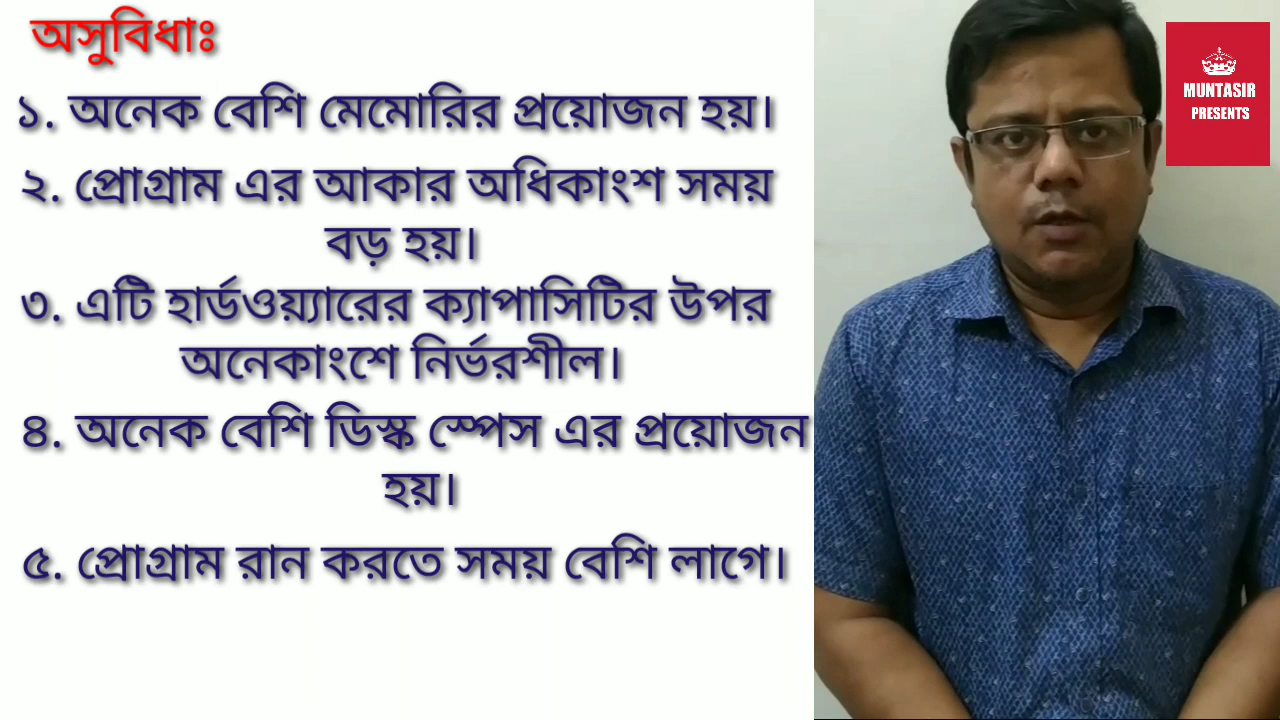 অসুবিধাঃ
১. অনেক বেশি মেমোরির প্রয়োজন হয়।
২. প্রোগ্রাম এর আকার অধিকাংশ সময়
বড় হয়।
৩. এটি হার্ডওয়্যারের ক্যাপাসিটির উপর
অনেকাংশে নির্ভরশীল।
৪. অনেক বেশি ডিস্ক স্পেস এর প্রয়োজন
হয়।
৫. প্রোগ্রাম রান করতে সময় বেশি লাগে।
MUNTASIR
PRESENTS